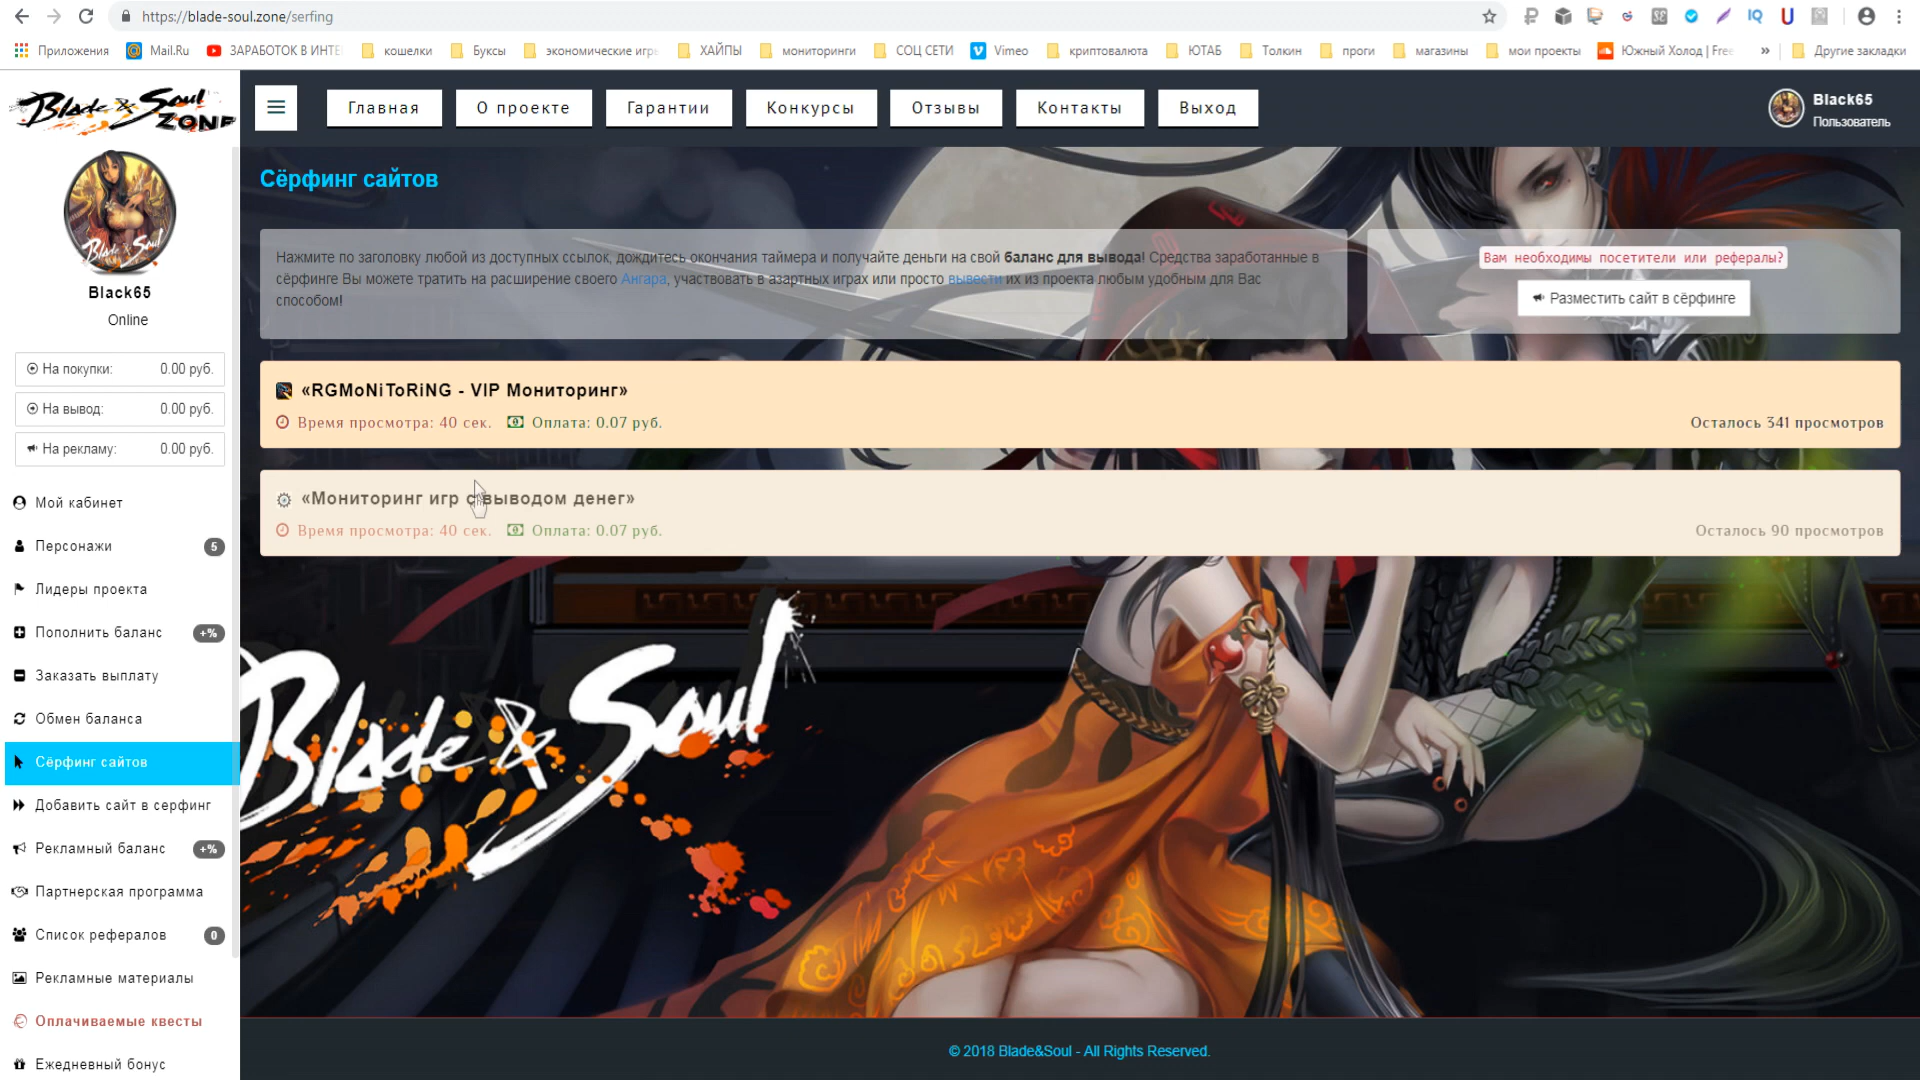 https://blade-soul.zone/serfing
Приложения
Mail.Ru
ЗАРАБОТОК В ИНТЕ
кошелки
Буксы
экономические игры
ХАЙПЫ
мониторинги
СОЦ СЕТИ
Vimeo
криптовалюта
ЮТАБ
Толкин
проги
магазины
мои проекты
Южный Холод | Free
»
Другие закладки
Blade & Soul
ZONE
Главная
О проекте
Гарантии
Конкурсы
Отзывы
Контакты
Выход
Black65
Пользователь
Blade & Soul
Black65
Online
На покупки: 0.00 руб.
На вывод: 0.00 руб.
На рекламу: 0.00 руб.
Мой кабинет
Персонажи 5
Лидеры проекта
Пополнить баланс +%
Заказать выплату
Обмен баланса
Сёрфинг сайтов
Добавить сайт в серфинг
Рекламный баланс +%
Партнерская программа
Список рефералов 0
Рекламные материалы
Оплачиваемые квесты
Ежедневный бонус
Сёрфинг сайтов
Нажмите по заголовку любой из доступных ссылок, дождитесь окончания таймера и получайте деньги на свой баланс для вывода! Средства заработанные в
сёрфинге Вы можете тратить на расширение своего Ангара, участвовать в азартных играх или просто вывести их из проекта любым удобным для Вас
способом!
Вам необходимы посетители или рефералы?
Разместить сайт в сёрфинге
«RGMoNiToRiNG - VIP Мониторинг»
Время просмотра: 40 сек. Оплата: 0.07 руб.
Осталось 341 просмотров
«Мониторинг игр с выводом денег»
Время просмотра: 40 сек. Оплата: 0.07 руб.
Осталось 90 просмотров
Blade & Soul
© 2018 Blade&Soul - All Rights Reserved.